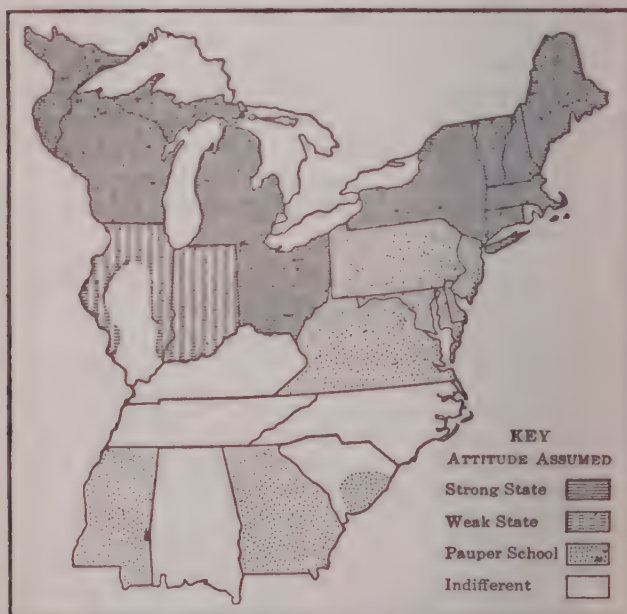 KEY
ATTITUDE ASSUMED
Strong State
Weak State
Pauper School
Indifferent